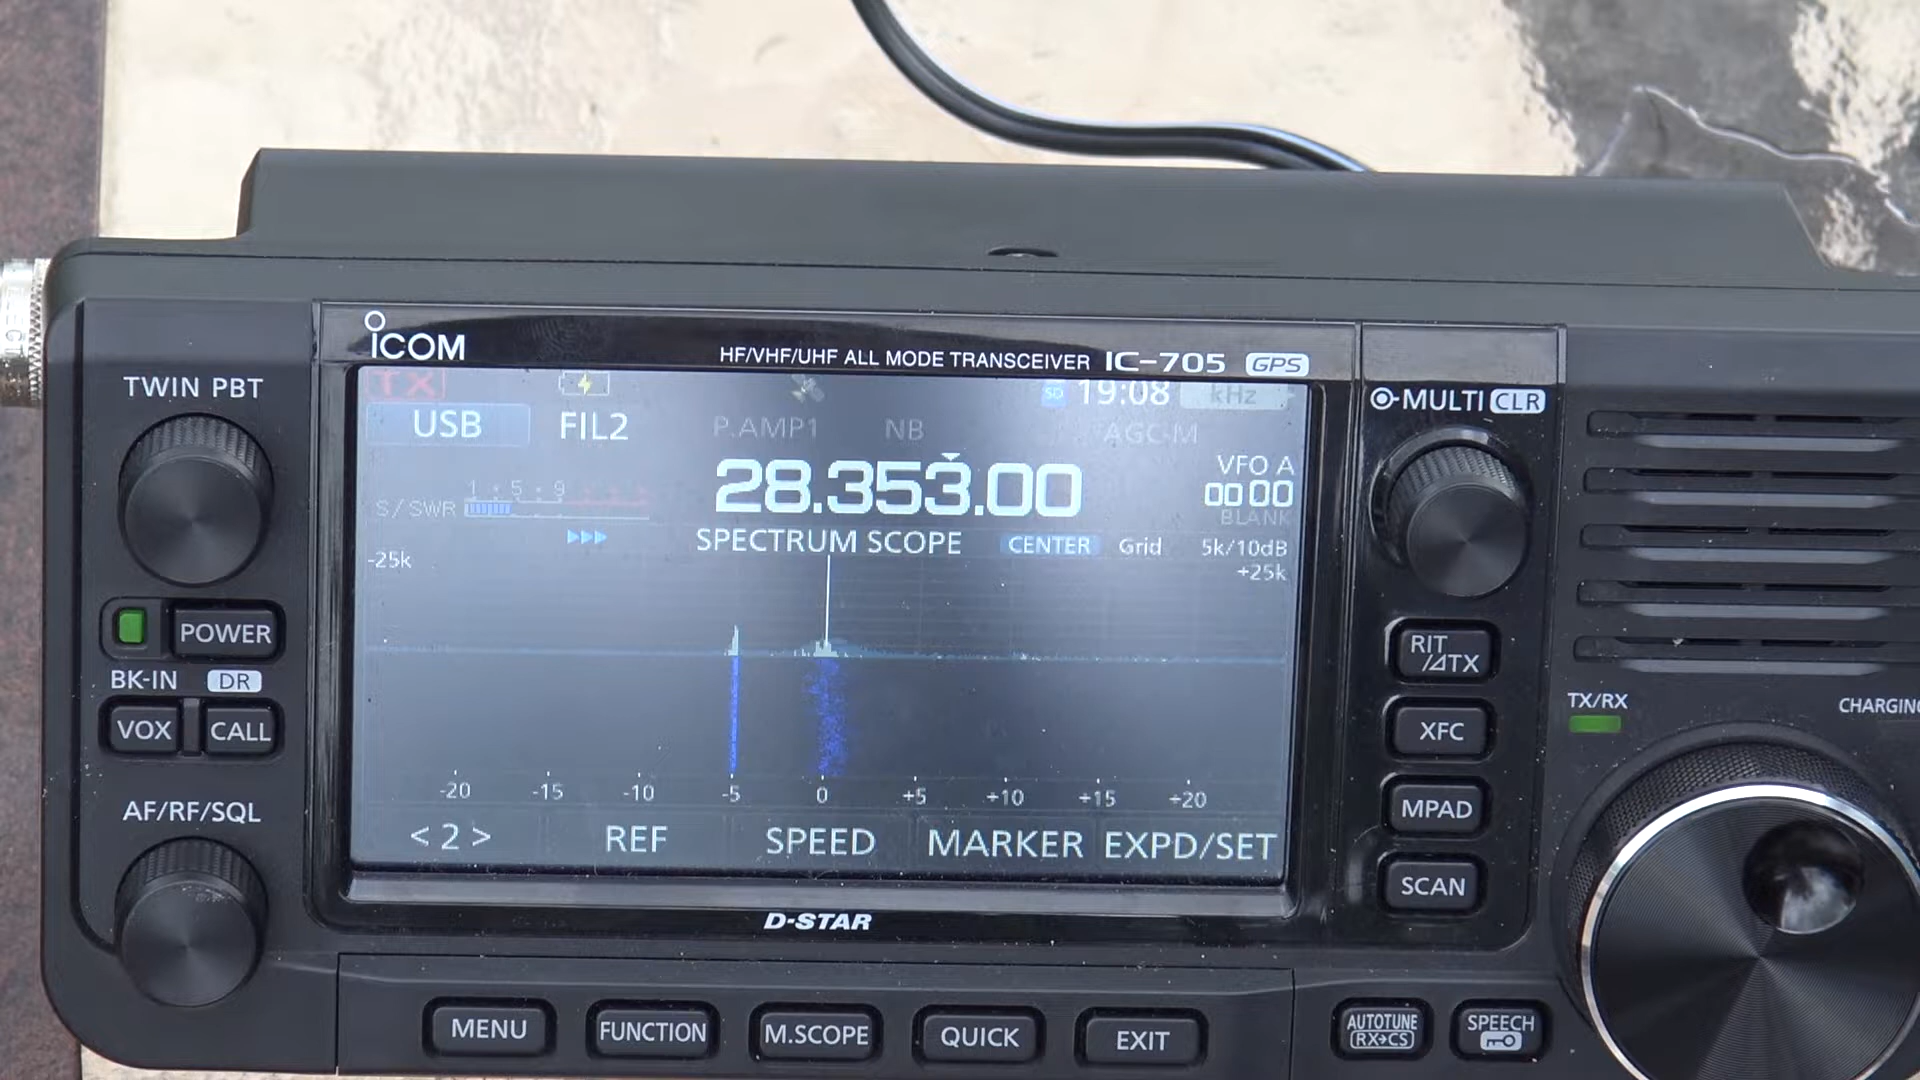 ICOM
HF/VHF/UHF ALL MODE TRANSCEIVER IC-705 GPS
TWIN PBT
MULTI CLR
TX
SD 19:08 kHz
USB FIL2 P.AMP1 NB AGC-M
28.353.00
VFO A
00 00
BLANK
S/SWR 1 · 5 · 9
SPECTRUM SCOPE CENTER Grid 5k/10dB
-25k +25k
POWER
BK-IN DR
VOX CALL
AF/RF/SQL
-20 -15 -10 -5 0 +5 +10 +15 +20
< 2 > REF SPEED MARKER EXPD/SET
D-STAR
RIT
/⊿TX
XFC
MPAD
SCAN
TX/RX
CHARGING
MENU FUNCTION M.SCOPE QUICK EXIT
AUTOTUNE
RX→CS
SPEECH